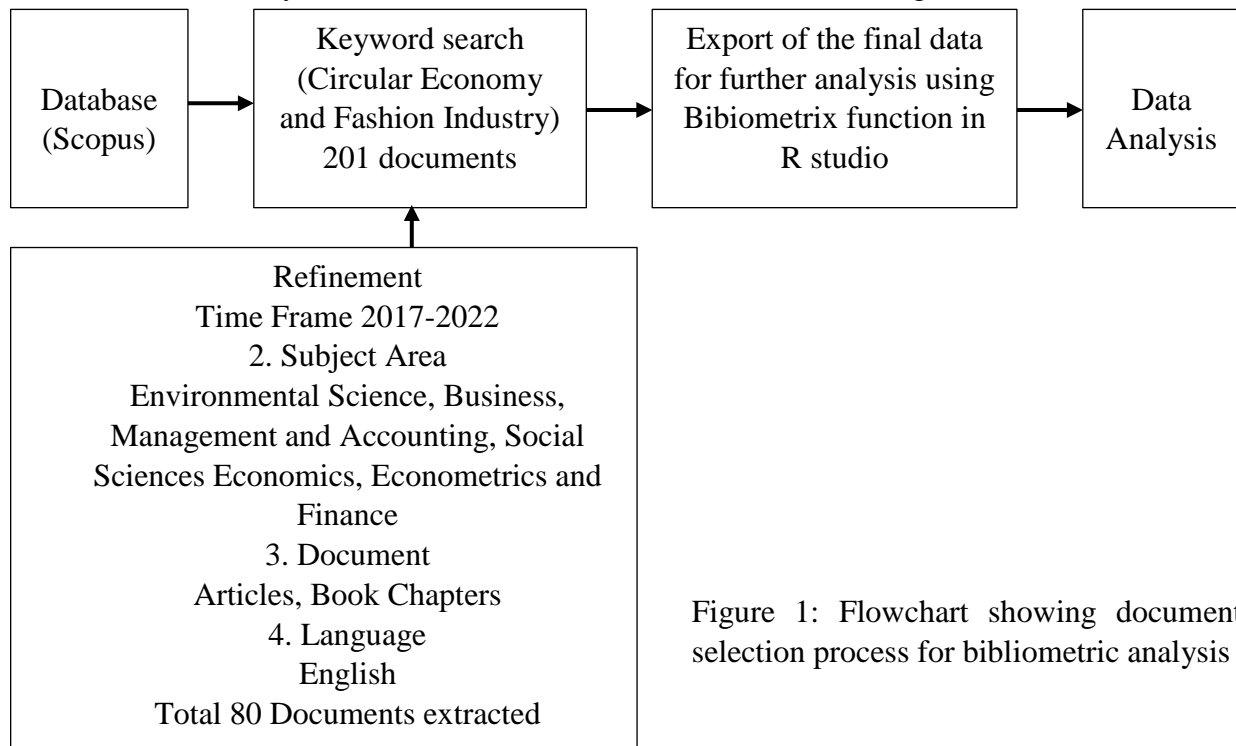 Database
(Scopus)
Keyword search
(Circular Economy
and Fashion Industry)
201 documents
Export of the final data
for further analysis using
Bibiometrix function in
R studio
Data
Analysis
Refinement
Time Frame 2017-2022
2. Subject Area
Environmental Science, Business,
Management and Accounting, Social
Sciences Economics, Econometrics and
Finance
3. Document
Articles, Book Chapters
4. Language
English
Total 80 Documents extracted
Figure 1: Flowchart showing document
selection process for bibliometric analysis